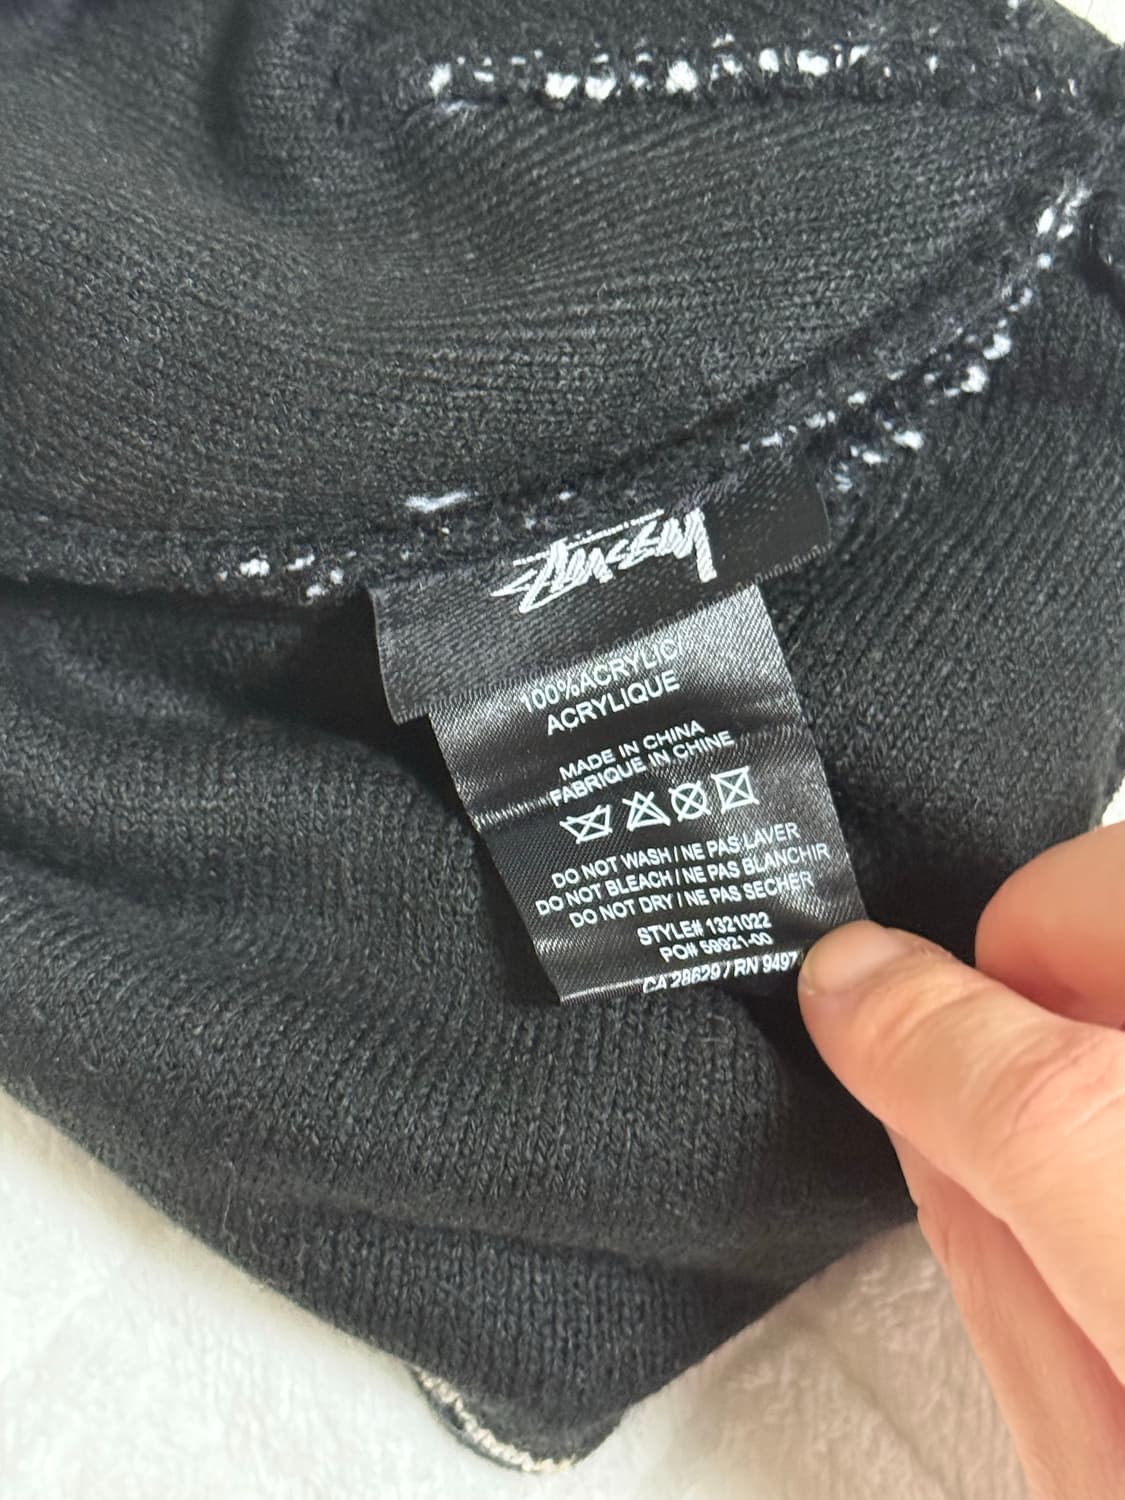 Stüssy
100%ACRYLIC/
ACRYLIQUE
MADE IN CHINA
FABRIQUE IN CHINE
DO NOT WASH / NE PAS LAVER
DO NOT BLEACH / NE PAS BLANCHIR
DO NOT DRY / NE PAS SECHER
STYLE# 1321022
PO# 59921-00
CA 28629 / RN 9497